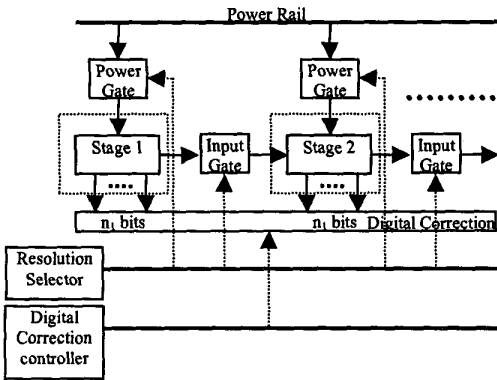 Power Rail
Power
Gate
Power
Gate
Stage 1
Input
Gate
Stage 2
Input
Gate
....
....
n₁ bits
n₁ bits
Digital Correction
Resolution
Selector
Digital
Correction
controller